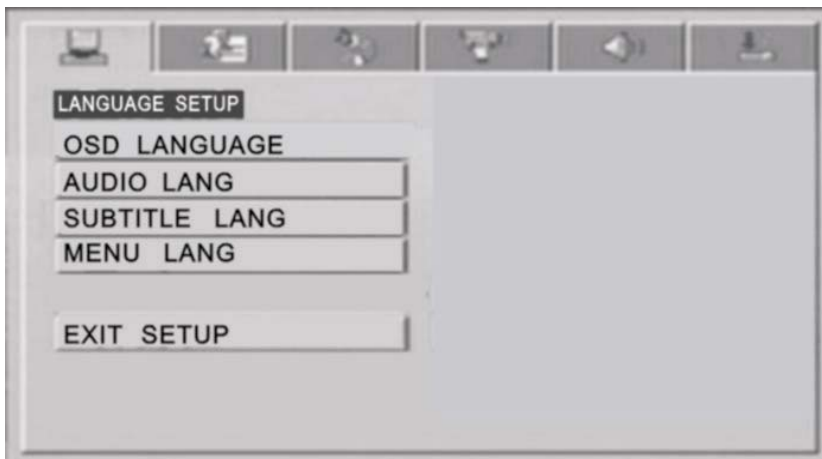 LANGUAGE SETUP
OSD LANGUAGE
AUDIO LANG
SUBTITLE LANG
MENU LANG
EXIT SETUP